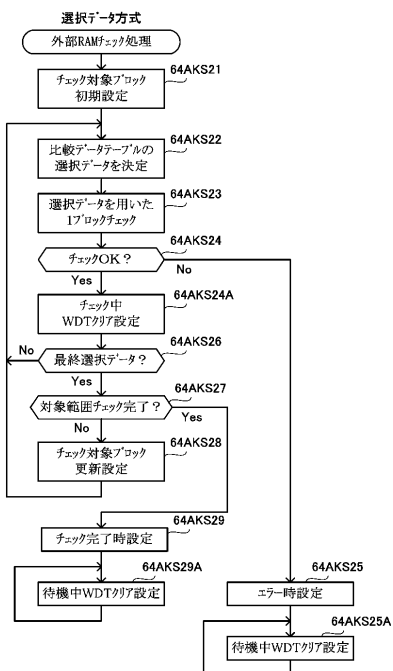 選択ﾃﾞｰﾀ方式
外部RAMﾁｪｯｸ処理
64AKS21
ﾁｪｯｸ対象ﾌﾞﾛｯｸ
初期設定
64AKS22
比較ﾃﾞｰﾀﾃｰﾌﾞﾙの
選択ﾃﾞｰﾀを決定
64AKS23
選択ﾃﾞｰﾀを用いた
1ﾌﾞﾛｯｸﾁｪｯｸ
64AKS24
ﾁｪｯｸOK？
No
Yes
64AKS24A
ﾁｪｯｸ中
WDTｸﾘｱ設定
64AKS26
No
最終選択ﾃﾞｰﾀ？
Yes
64AKS27
対象範囲ﾁｪｯｸ完了？
Yes
No
64AKS28
ﾁｪｯｸ対象ﾌﾞﾛｯｸ
更新設定
64AKS29
ﾁｪｯｸ完了時設定
64AKS29A
待機中WDTｸﾘｱ設定
64AKS25
ｴﾗｰ時設定
64AKS25A
待機中WDTｸﾘｱ設定